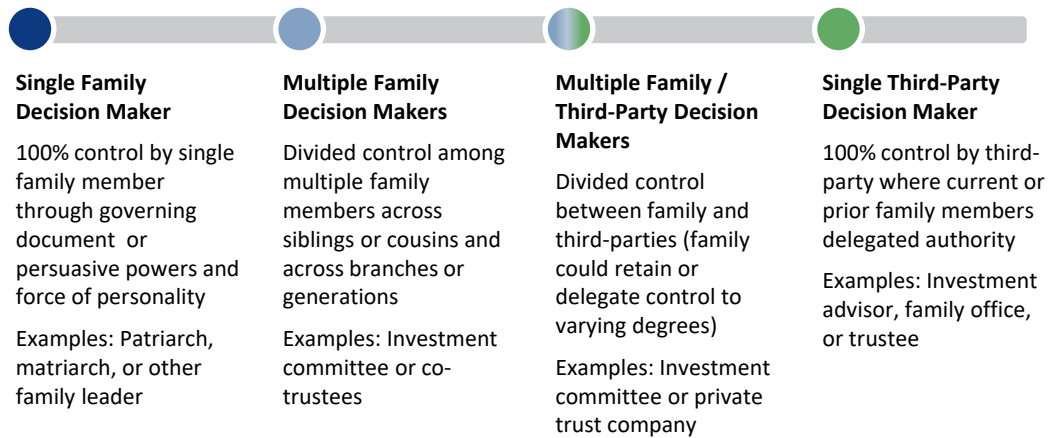 Single Family
Decision Maker
100% control by single
family member
through governing
document or
persuasive powers and
force of personality
Examples: Patriarch,
matriarch, or other
family leader
Multiple Family
Decision Makers
Divided control among
multiple family
members across
siblings or cousins and
across branches or
generations
Examples: Investment
committee or co-
trustees
Multiple Family /
Third-Party Decision
Makers
Divided control
between family and
third-parties (family
could retain or
delegate control to
varying degrees)
Examples: Investment
committee or private
trust company
Single Third-Party
Decision Maker
100% control by third-
party where current or
prior family members
delegated authority
Examples: Investment
advisor, family office,
or trustee